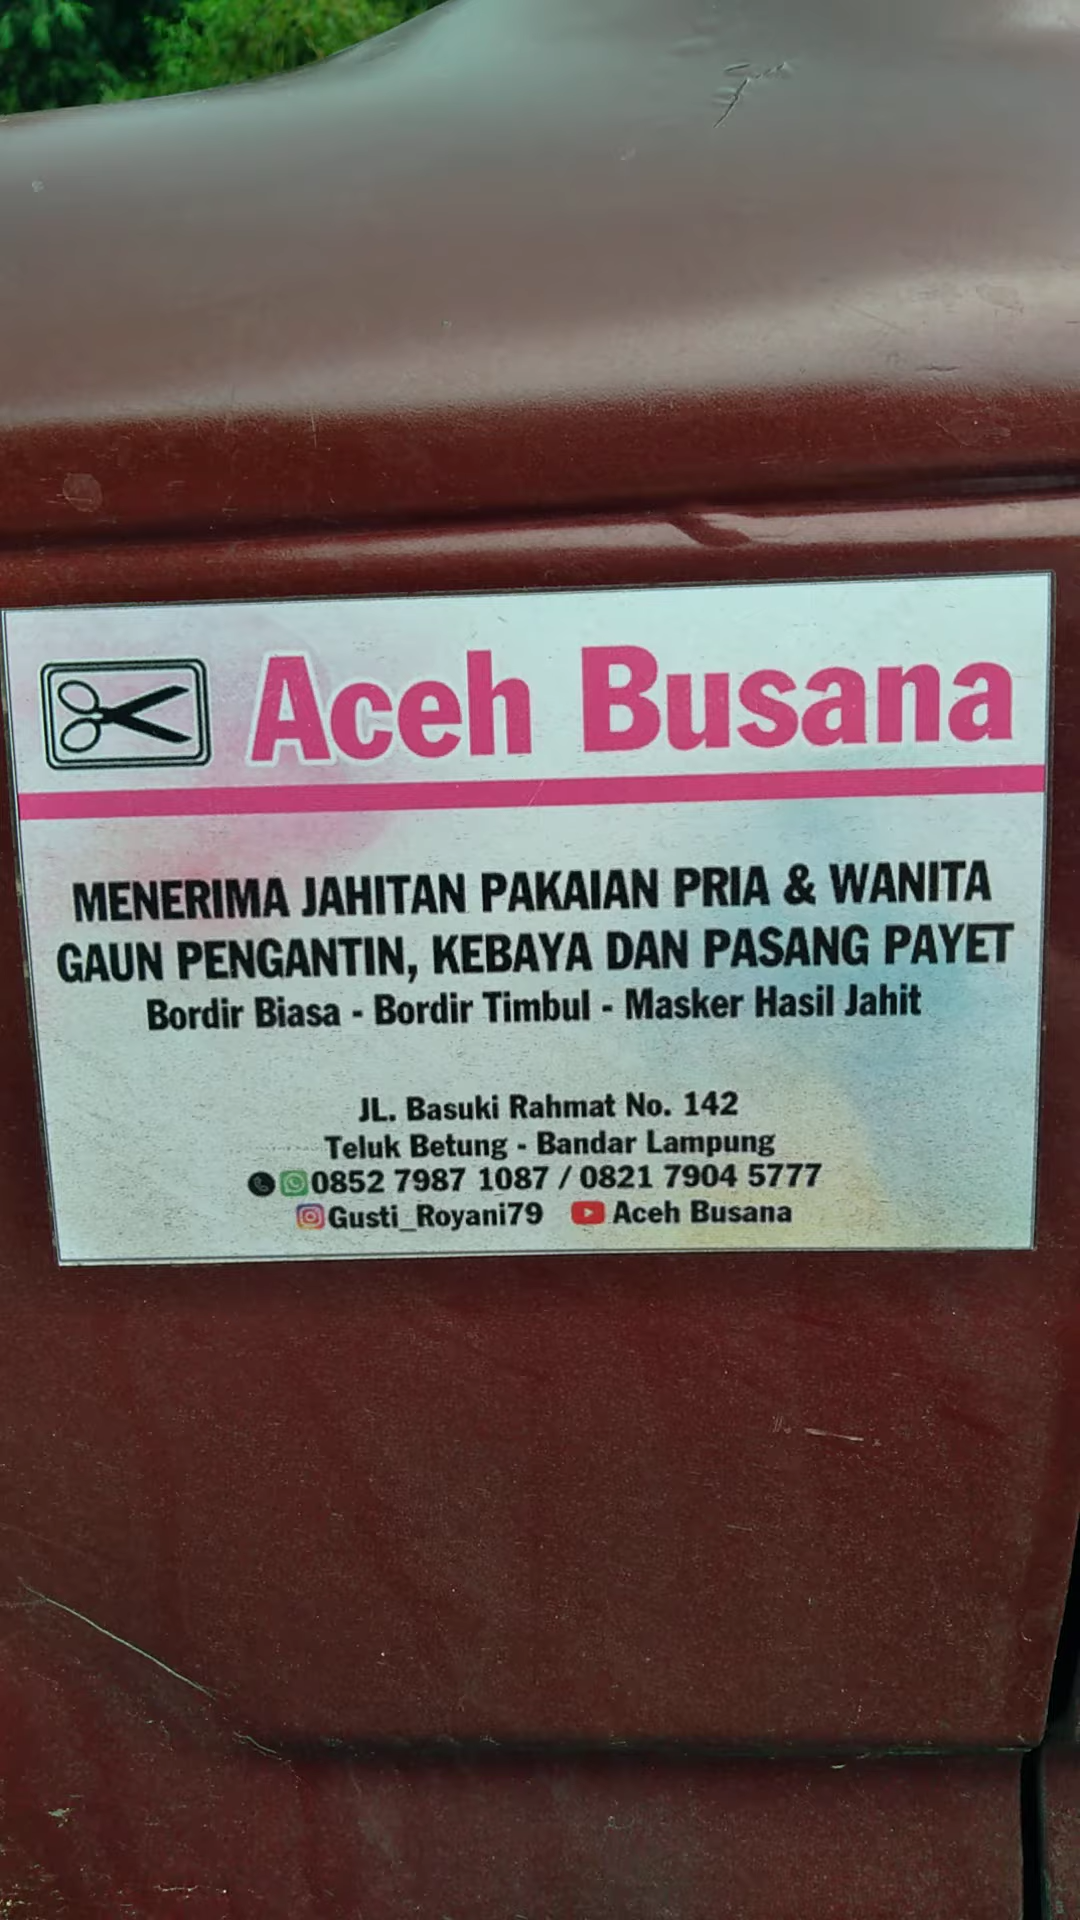 Aceh Busana
MENERIMA JAHITAN PAKAIAN PRIA & WANITA
GAUN PENGANTIN, KEBAYA DAN PASANG PAYET
Bordir Biasa - Bordir Timbul - Masker Hasil Jahit
JL. Basuki Rahmat No. 142
Teluk Betung - Bandar Lampung
0852 7987 1087 / 0821 7904 5777
Gusti_Royani79 Aceh Busana